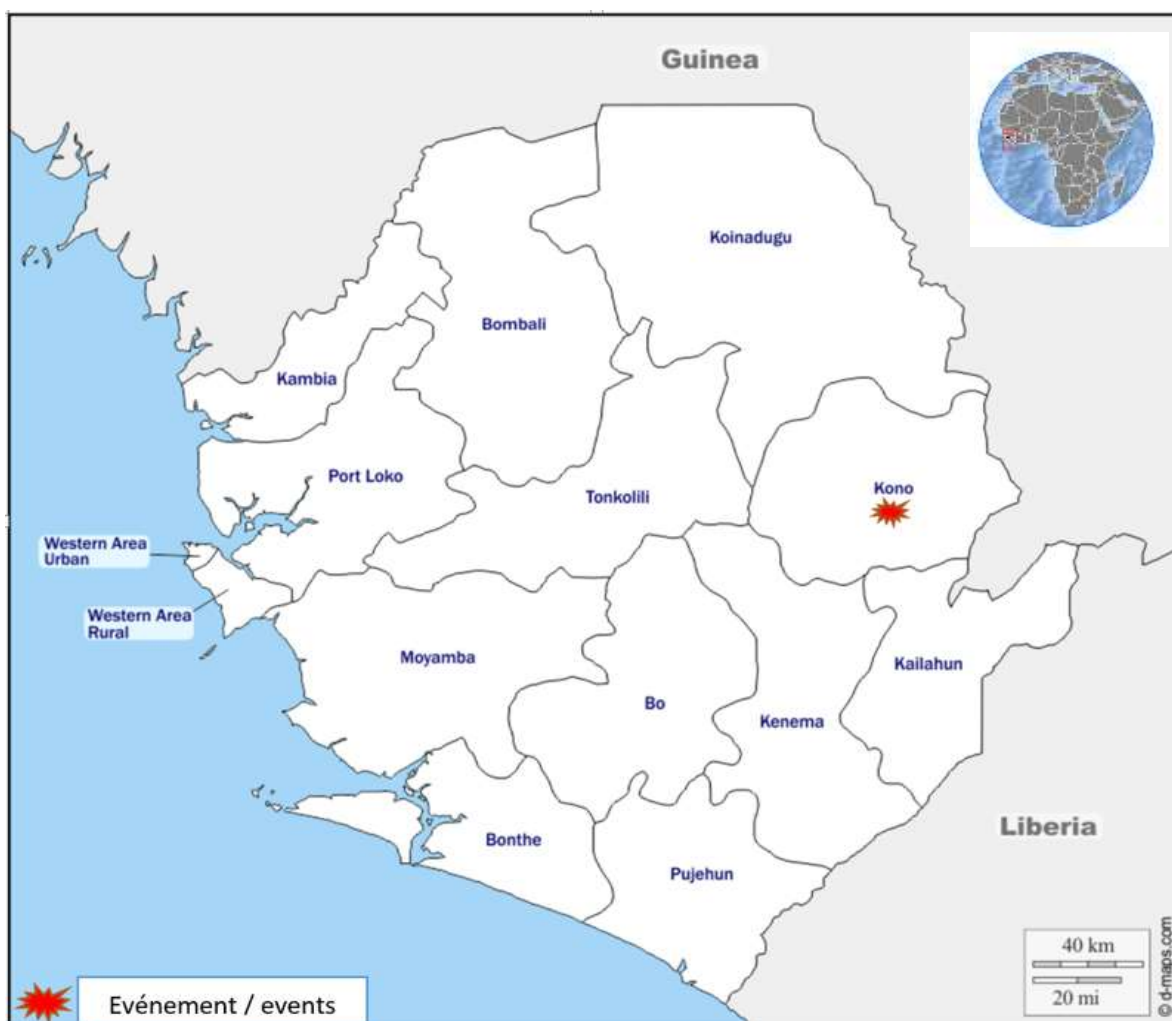 Guinea
Koinadugu
Bombali
Kambia
Port Loko
Tonkolili
Kono
Western Area
Urban
Western Area
Rural
Moyamba
Bo
Kenema
Kailahun
Bonthe
Pujehun
Liberia
40 km
20 mi
© d-maps.com
Evénement / events